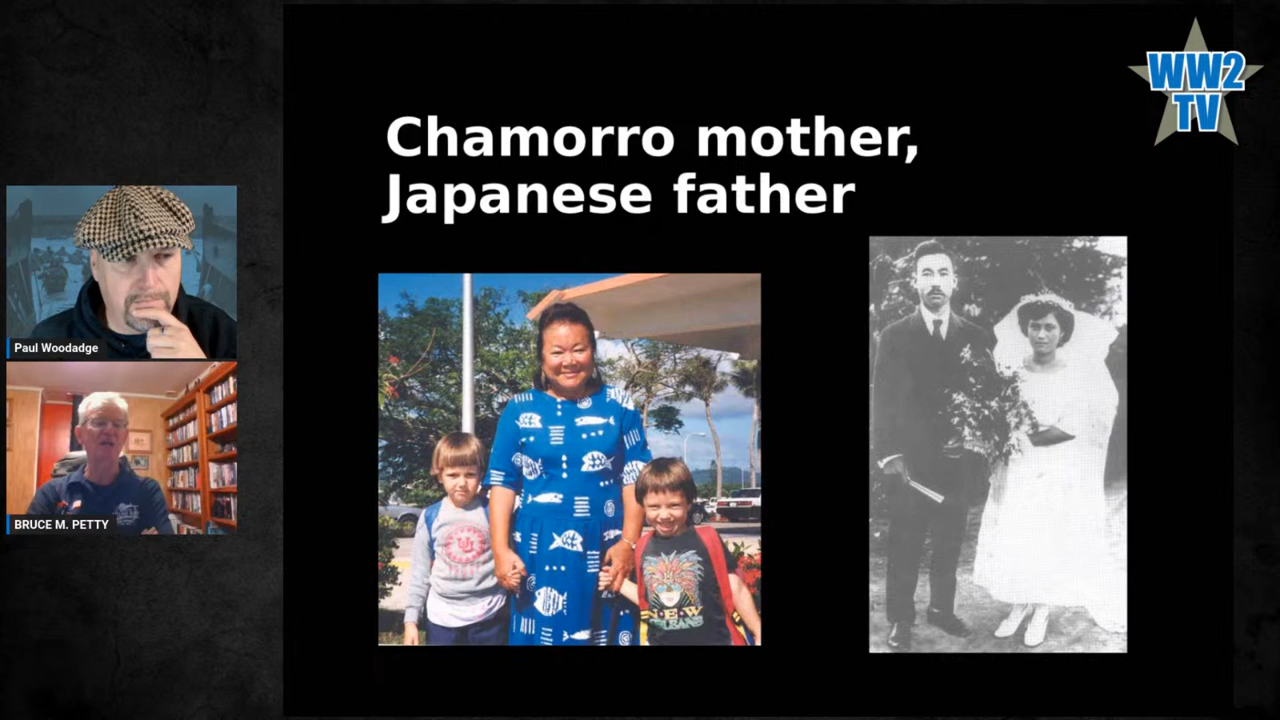 WW2
TV
Chamorro mother,
Japanese father
Paul Woodadge
BRUCE M. PETTY
NEW
ORLEANS